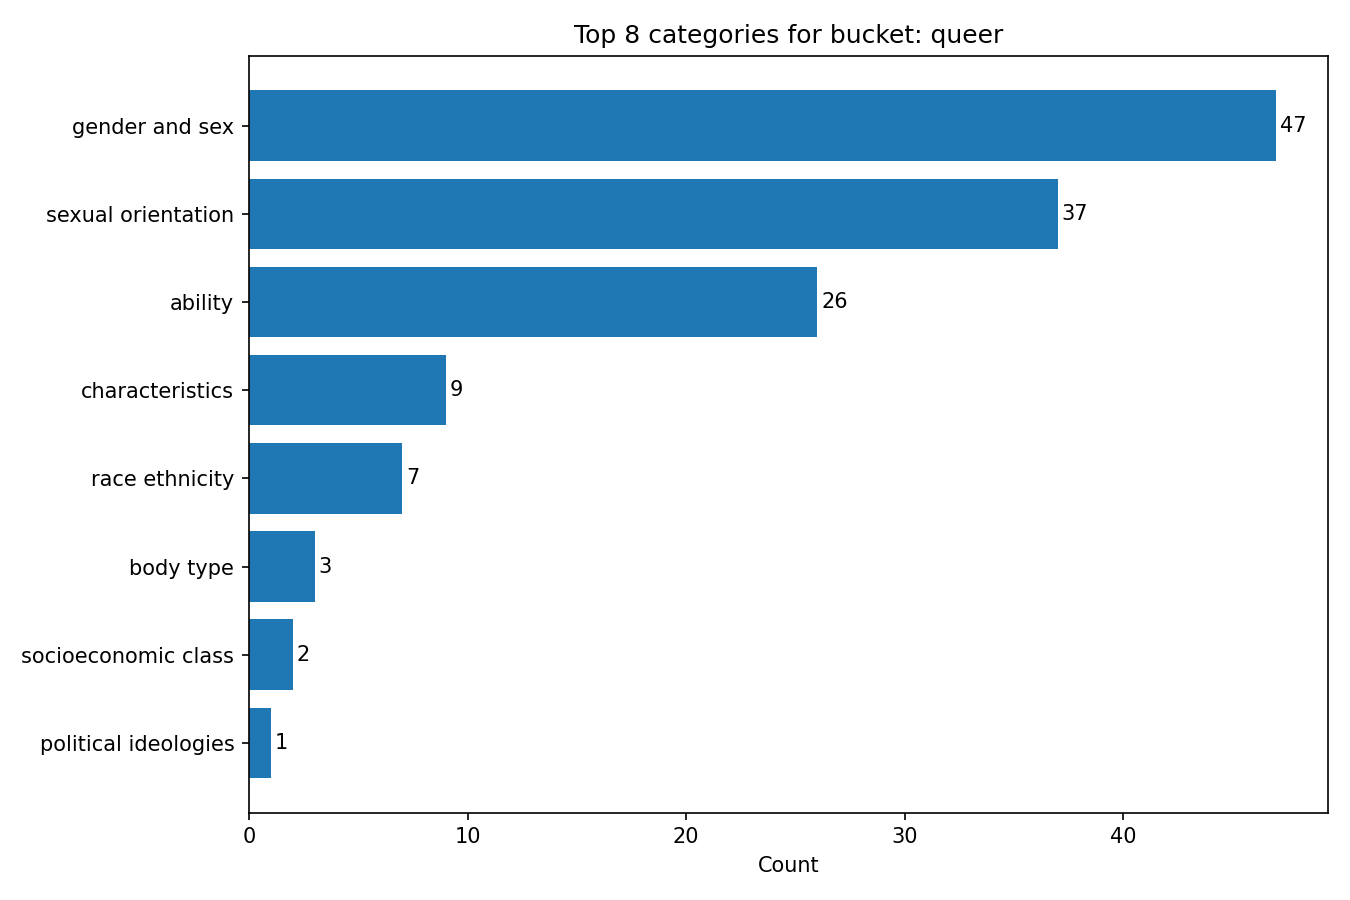 Top 8 categories for bucket: queer
gender and sex
47
sexual orientation
37
ability
26
characteristics
9
race ethnicity
7
body type
3
socioeconomic class
2
political ideologies
1
0 10 20 30 40
Count